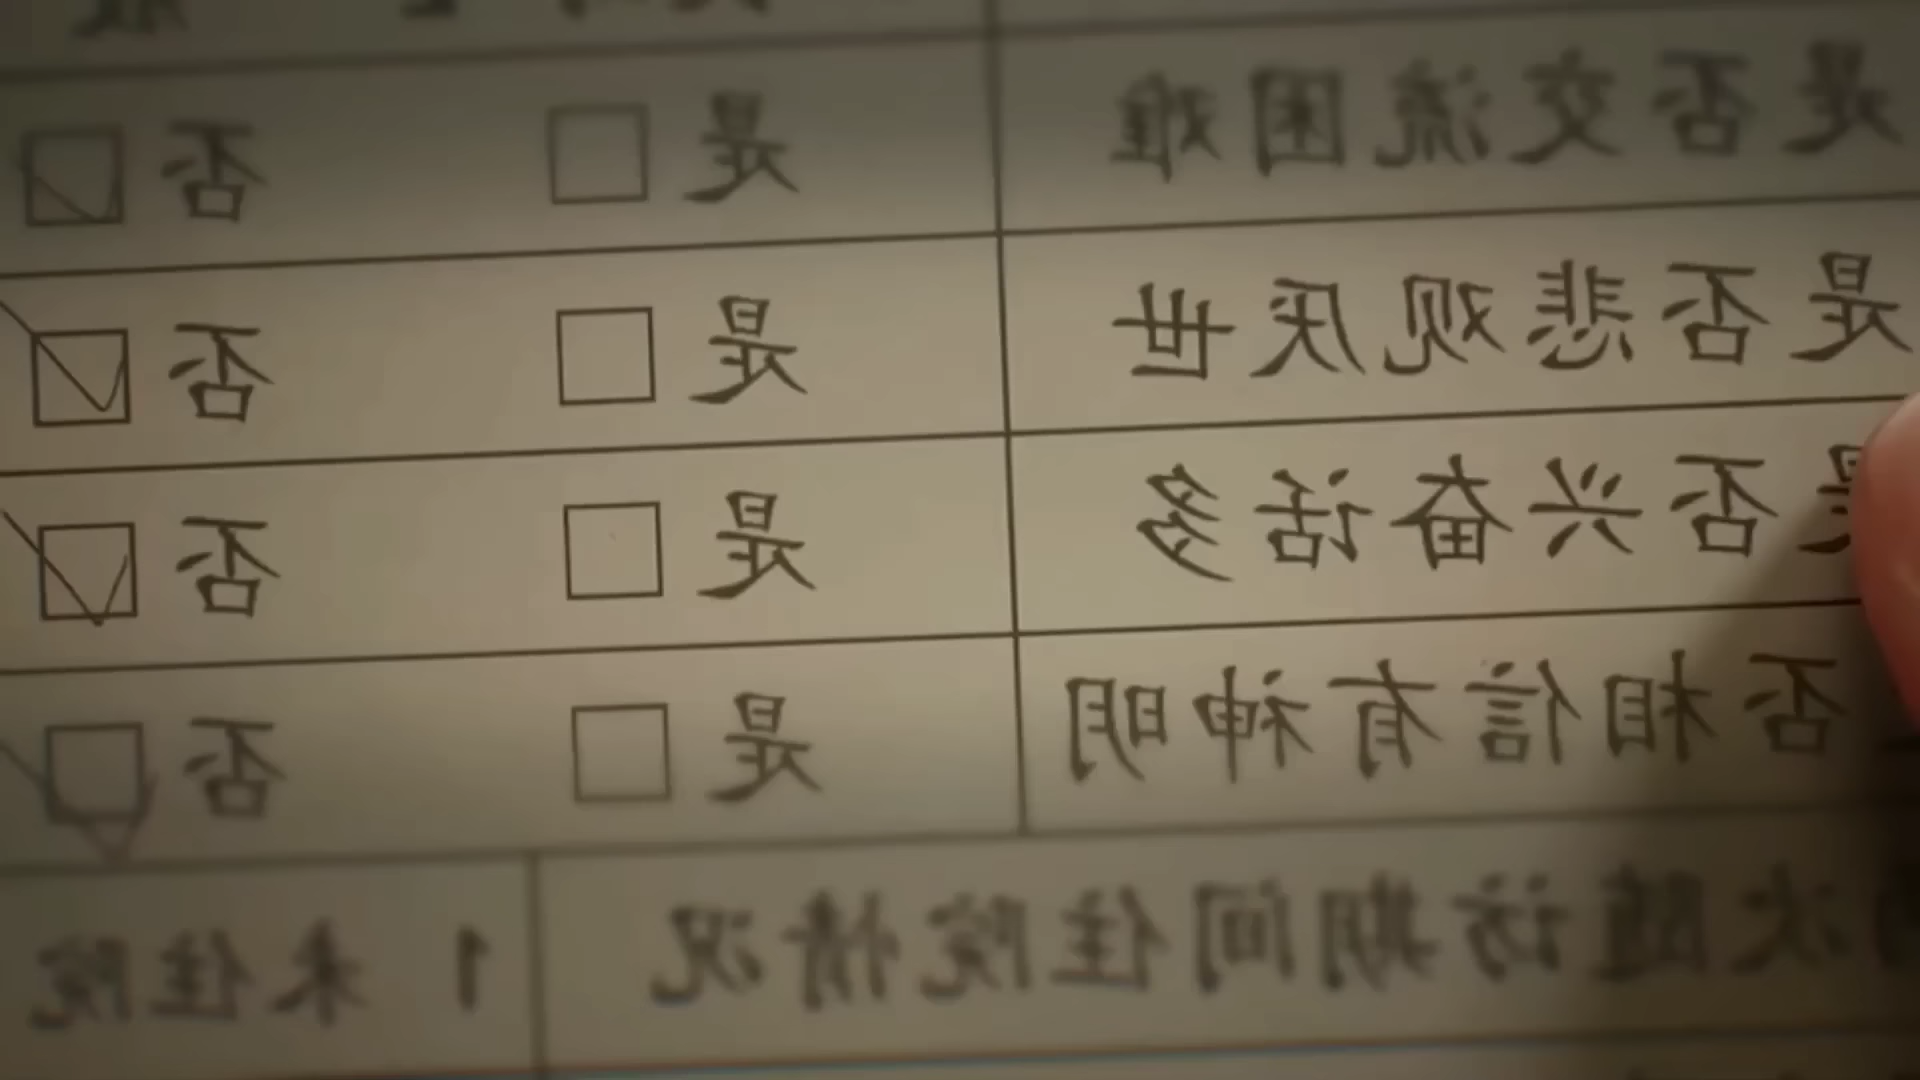 是否交流困难 是 □ 否 ☑
是否悲观厌世 是 □ 否 ☑
是否兴奋话多 是 □ 否 ☑
否相信有神明 是 □ 否 ☑
次随访期间住院情况 1 未住院